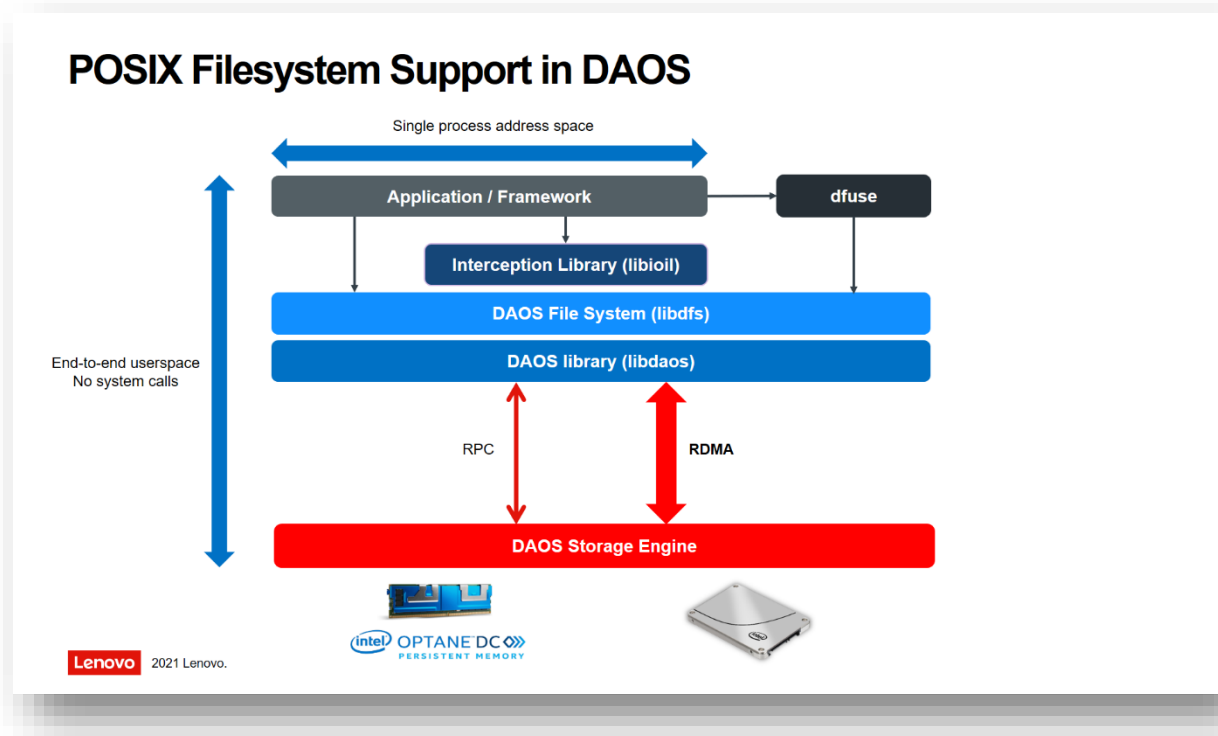 POSIX Filesystem Support in DAOS
Single process address space
Application / Framework
dfuse
Interception Library (libioil)
DAOS File System (libdfs)
DAOS library (libdaos)
End-to-end userspace
No system calls
RPC
RDMA
DAOS Storage Engine
intel OPTANE DC
PERSISTENT MEMORY
intel
Lenovo 2021 Lenovo.